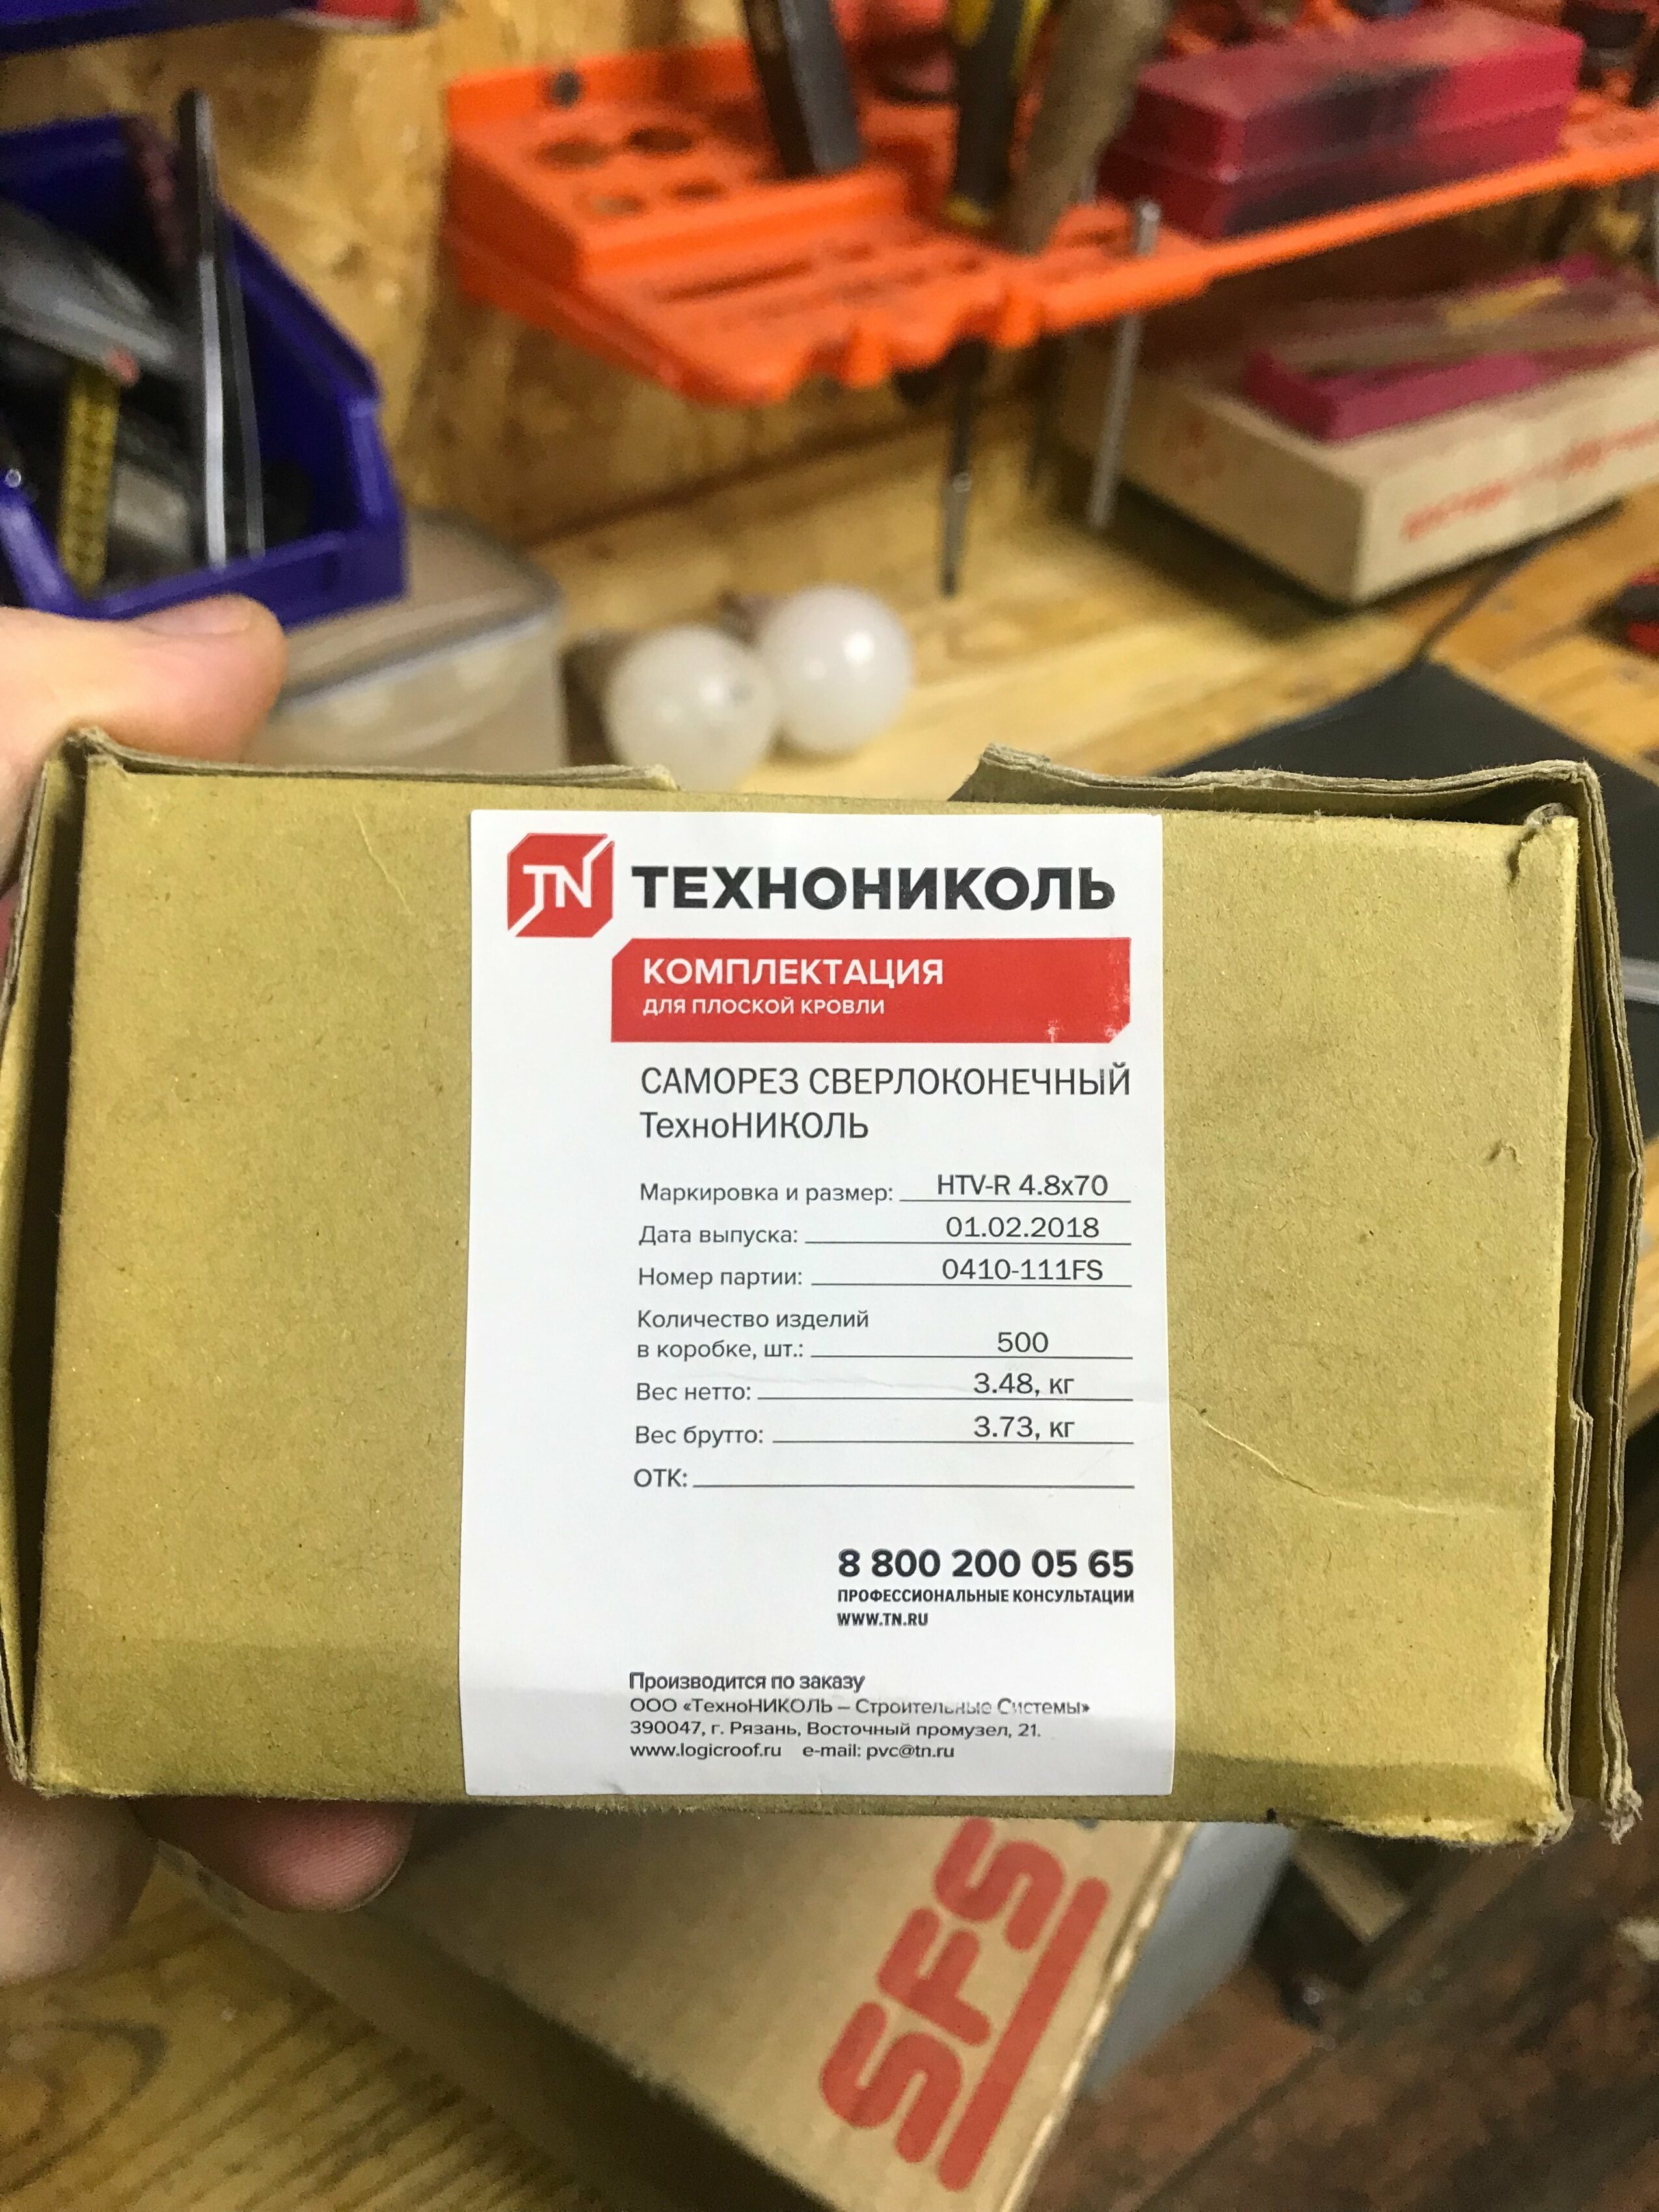 TN ТЕХНОНИКОЛЬ
КОМПЛЕКТАЦИЯ
ДЛЯ ПЛОСКОЙ КРОВЛИ
САМОРЕЗ СВЕРЛОКОНЕЧНЫЙ
ТехноНИКОЛЬ
Маркировка и размер: HTV-R 4.8x70
Дата выпуска: 01.02.2018
Номер партии: 0410-111FS
Количество изделий
в коробке, шт.: 500
Вес нетто: 3.48, кг
Вес брутто: 3.73, кг
ОТК:
8 800 200 05 65
ПРОФЕССИОНАЛЬНЫЕ КОНСУЛЬТАЦИИ
WWW.TN.RU
Производится по заказу
ООО «ТехноНИКОЛЬ – Строительные Системы»
390047, г. Рязань, Восточный промузел, 21.
www.logicroof.ru e-mail: pvc@tn.ru
SFS